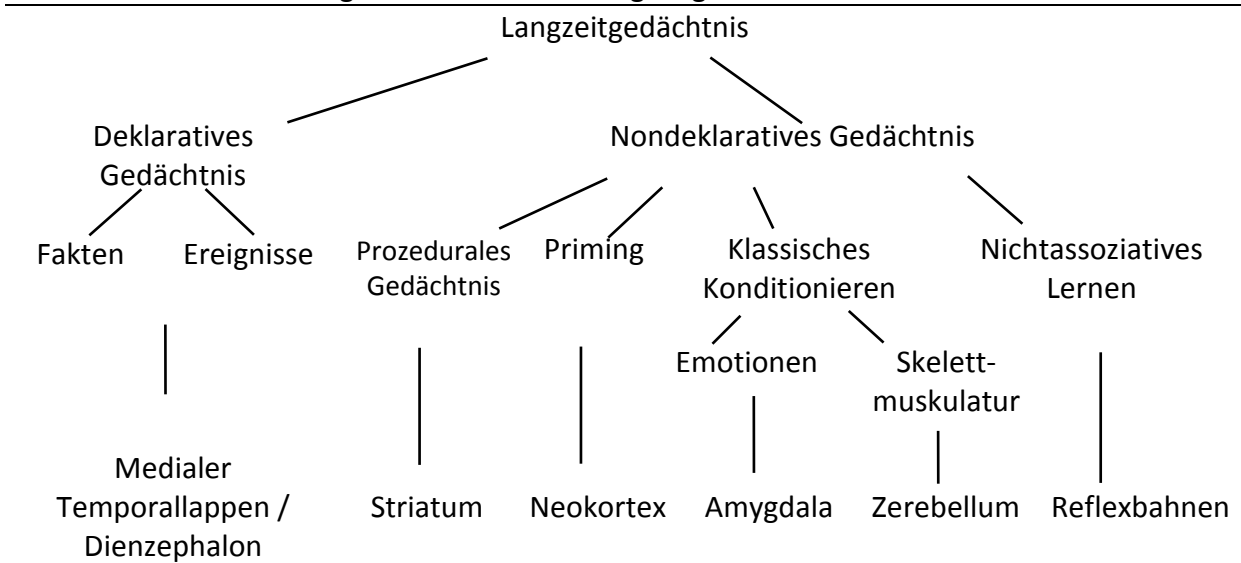 Langzeitgedächtnis
Deklaratives
Gedächtnis
Nondeklaratives Gedächtnis
Fakten
Ereignisse
Prozedurales
Gedächtnis
Priming
Klassisches
Konditionieren
Nichtassoziatives
Lernen
Emotionen
Skelett-
muskulatur
Medialer
Temporallappen /
Dienzephalon
Striatum
Neokortex
Amygdala
Zerebellum
Reflexbahnen